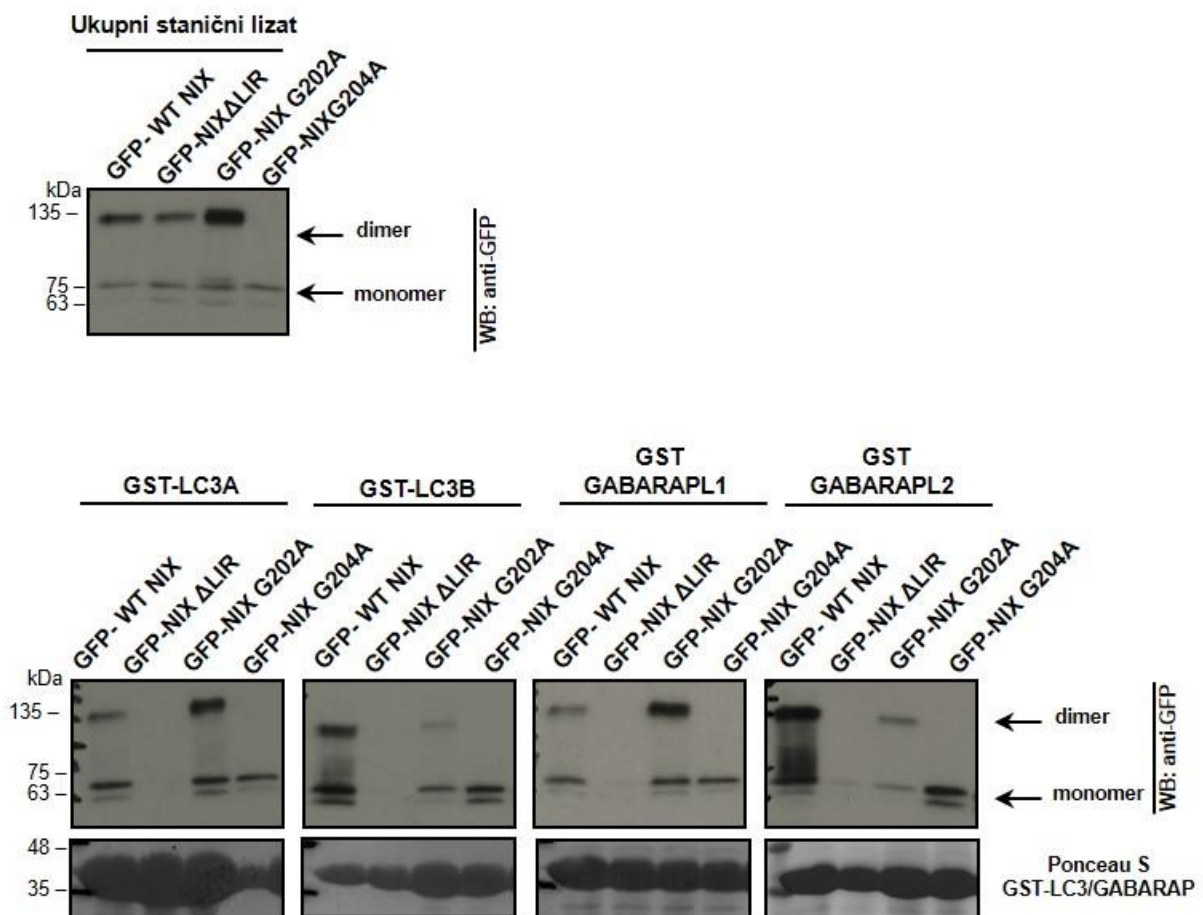 Ukupni stanični lizat
GFP- WT NIX
GFP-NIXΔLIR
GFP-NIX G202A
GFP-NIXG204A
kDa
135 –
75 –
63 –
dimer
monomer
WB: anti-GFP
GST-LC3A
GST-LC3B
GST
GABARAPL1
GST
GABARAPL2
GFP- WT NIX
GFP-NIX ΔLIR
GFP-NIX G202A
GFP-NIX G204A
GFP- WT NIX
GFP-NIX ΔLIR
GFP-NIX G202A
GFP-NIX G204A
GFP- WT NIX
GFP-NIX ΔLIR
GFP-NIX G202A
GFP-NIX G204A
GFP- WT NIX
GFP-NIX ΔLIR
GFP-NIX G202A
GFP-NIX G204A
kDa
135 –
75 –
63 –
dimer
monomer
WB: anti-GFP
48 –
35 –
Ponceau S
GST-LC3/GABARAP